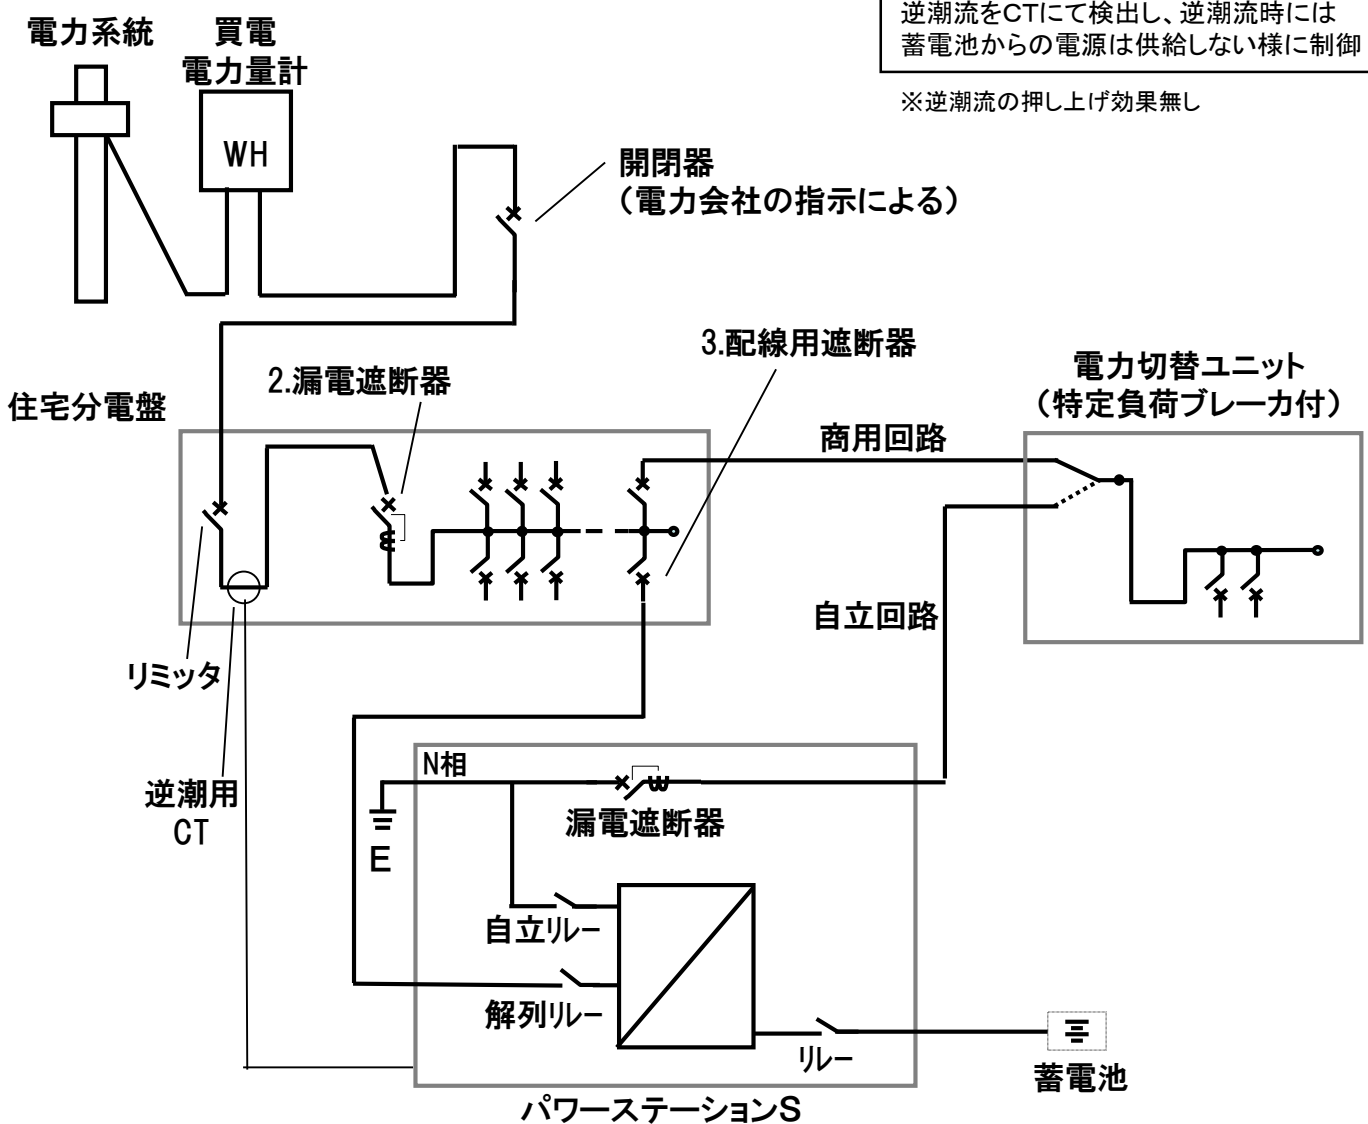 逆潮流をCTにて検出し、逆潮流時には
蓄電池からの電源は供給しない様に制御
※逆潮流の押し上げ効果無し
電力系統
買電
電力量計
WH
開閉器
（電力会社の指示による）
3.配線用遮断器
2.漏電遮断器
住宅分電盤
電力切替ユニット
（特定負荷ブレーカ付）
商用回路
自立回路
リミッタ
逆潮用
CT
N相
漏電遮断器
E
自立リレー
解列リレー
リレー
蓄電池
パワーステーションS